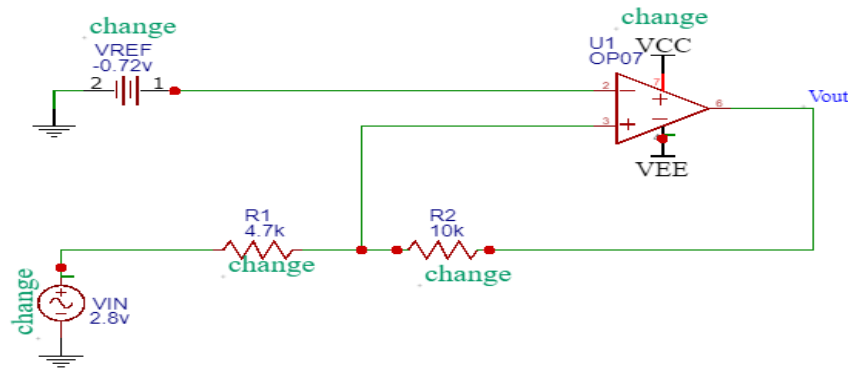 change
VREF
-0.72v
2
1
change
U1
OP07
VCC
7
2
3
6
Vout
VEE
R1
4.7k
change
R2
10k
change
change
VIN
2.8v